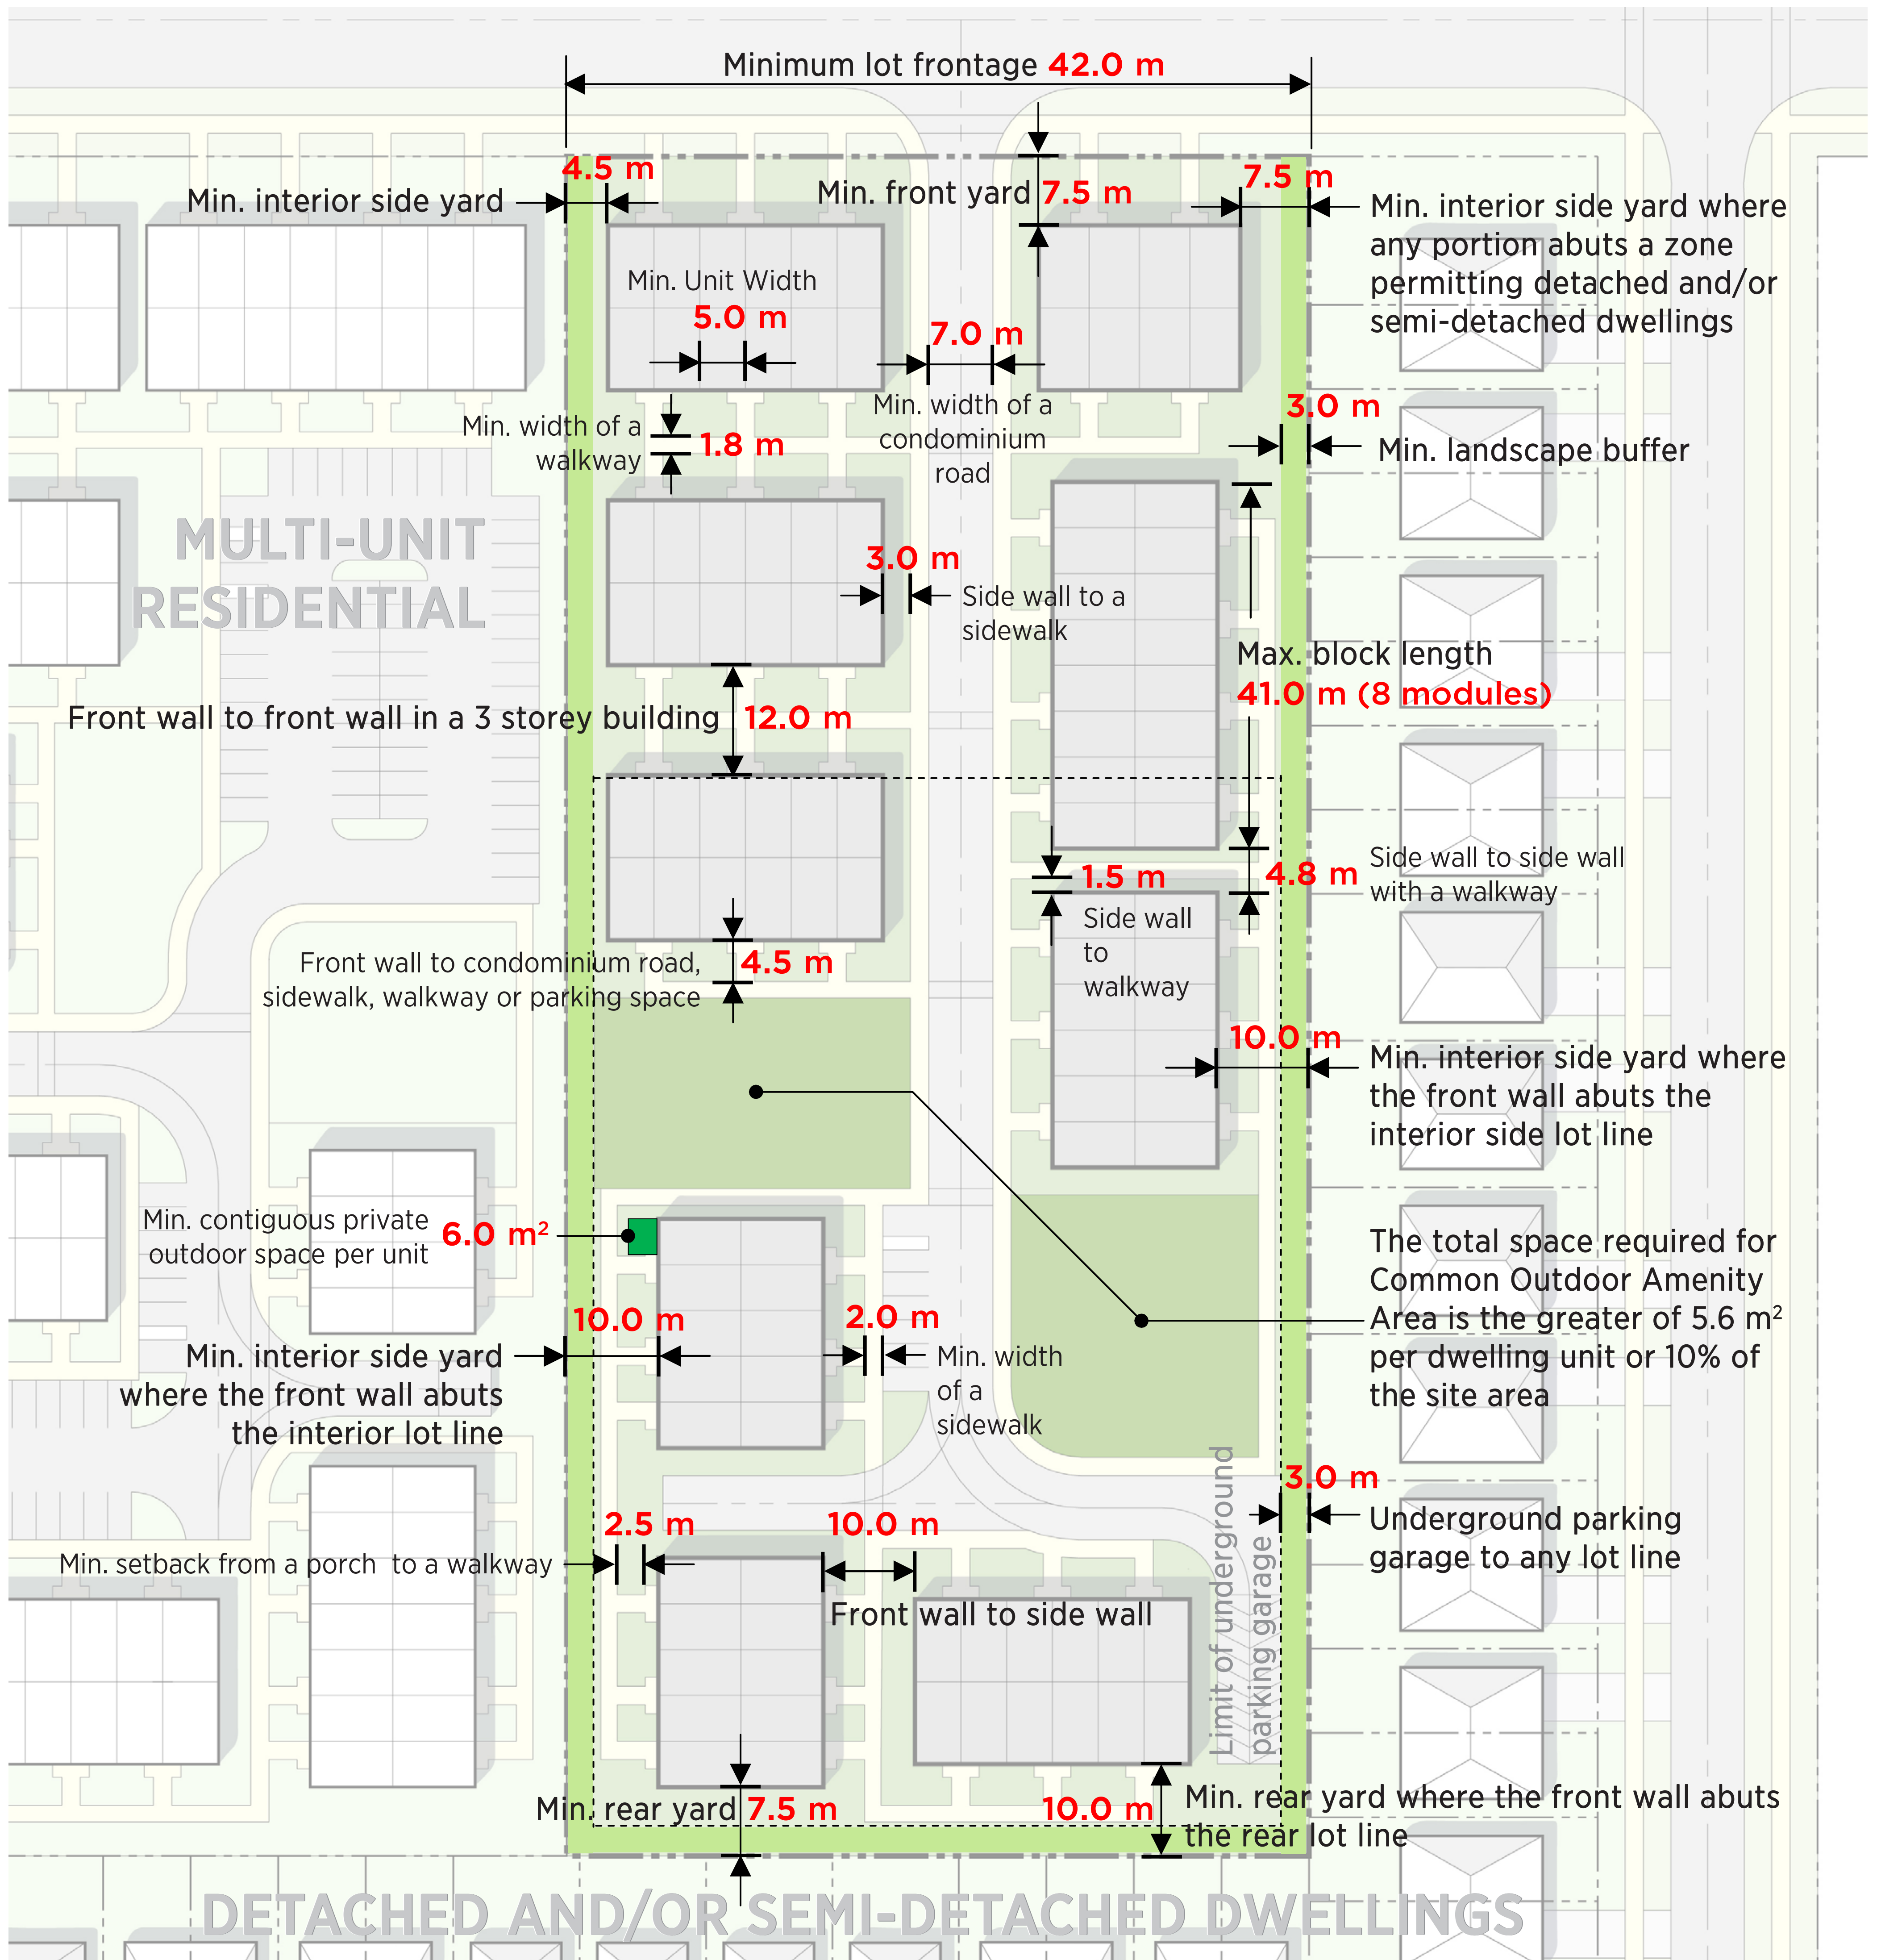 Minimum lot frontage 42.0 m
4.5 m
Min. interior side yard
Min. front yard 7.5 m
7.5 m
Min. interior side yard where
any portion abuts a zone
permitting detached and/or
semi-detached dwellings
Min. Unit Width
5.0 m
7.0 m
Min. width of a
condominium
road
Min. width of a
walkway
1.8 m
3.0 m
Min. landscape buffer
MULTI-UNIT
RESIDENTIAL
3.0 m
Side wall to a
sidewalk
Max. block length
41.0 m (8 modules)
Front wall to front wall in a 3 storey building
12.0 m
1.5 m
Side wall
to
walkway
4.8 m
Side wall to side wall
with a walkway
Front wall to condominium road,
sidewalk, walkway or parking space
4.5 m
10.0 m
Min. interior side yard where
the front wall abuts the
interior side lot line
Min. contiguous private
outdoor space per unit
6.0 m²
The total space required for
Common Outdoor Amenity
Area is the greater of 5.6 m²
per dwelling unit or 10% of
the site area
10.0 m
Min. interior side yard
where the front wall abuts
the interior lot line
2.0 m
Min. width
of a
sidewalk
3.0 m
Underground parking
garage to any lot line
Limit of underground
parking garage
2.5 m
Min. setback from a porch to a walkway
10.0 m
Front wall to side wall
Min. rear yard 7.5 m
10.0 m
Min. rear yard where the front wall abuts
the rear lot line
DETACHED AND/OR SEMI-DETACHED DWELLINGS